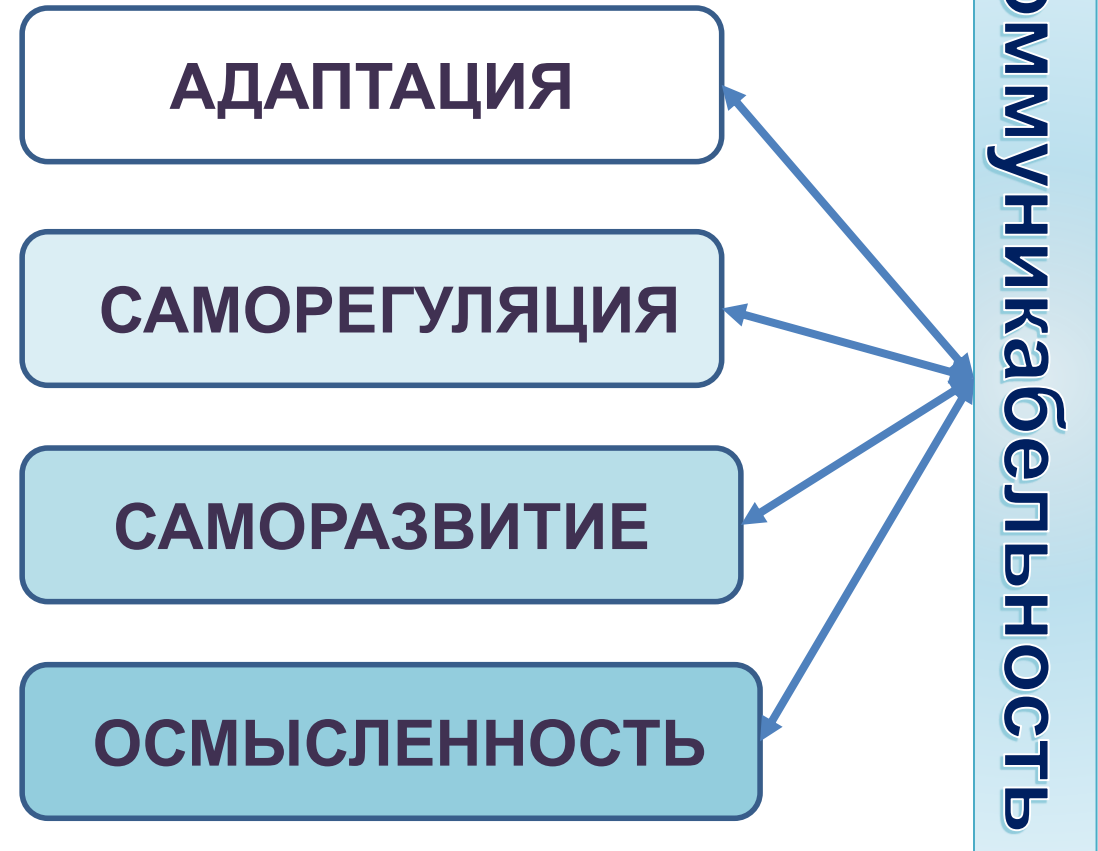 АДАПТАЦИЯ
САМОРЕГУЛЯЦИЯ
САМОРАЗВИТИЕ
ОСМЫСЛЕННОСТЬ
оммуникабельность